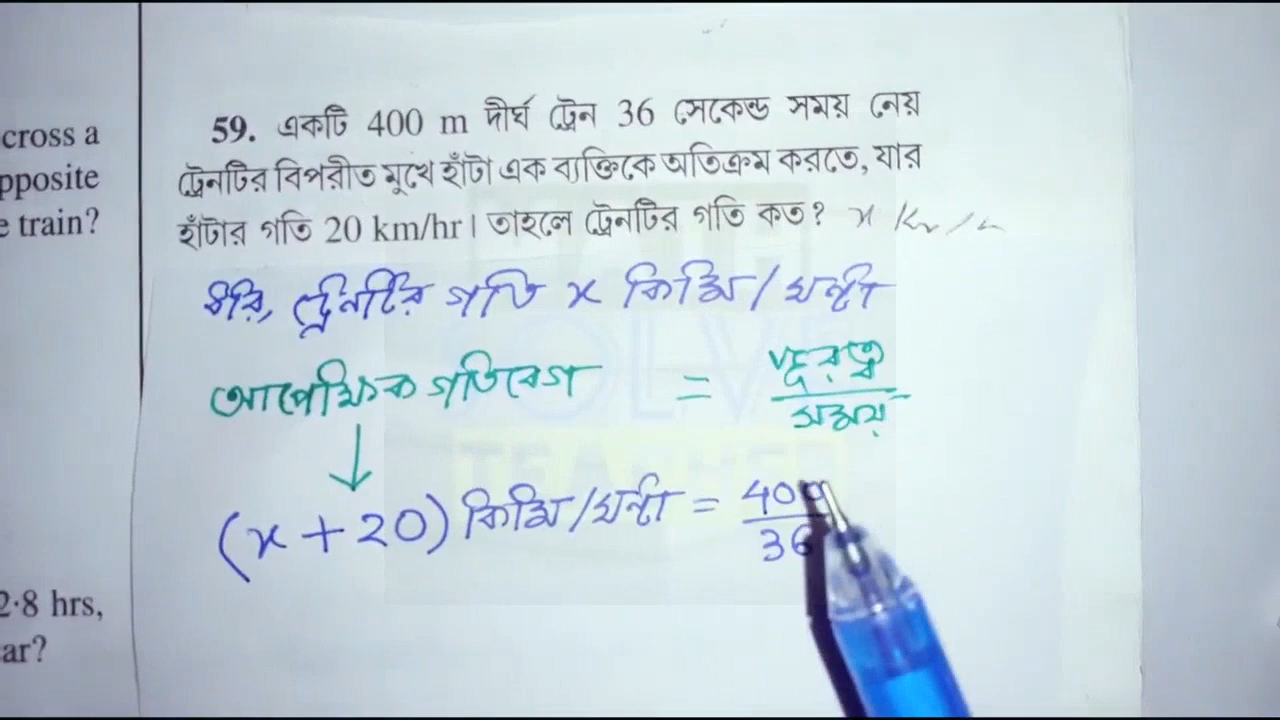 cross a
pposite
e train?
59. একটি 400 m দীর্ঘ ট্রেন 36 সেকেন্ড সময় নেয়
ট্রেনটির বিপরীত মুখে হাঁটা এক ব্যক্তিকে অতিক্রম করতে, যার
হাঁটার গতি 20 km/hr। তাহলে ট্রেনটির গতি কত? x
ধরি, ট্রেনটির গতি x কিমি/ঘন্টা
আপেক্ষিক গতিবেগ = দূরত্ব
সময়
↓
(x + 20) কিমি/ঘন্টা = 400
36
2·8 hrs,
ar?
SOLVE
TEACHER